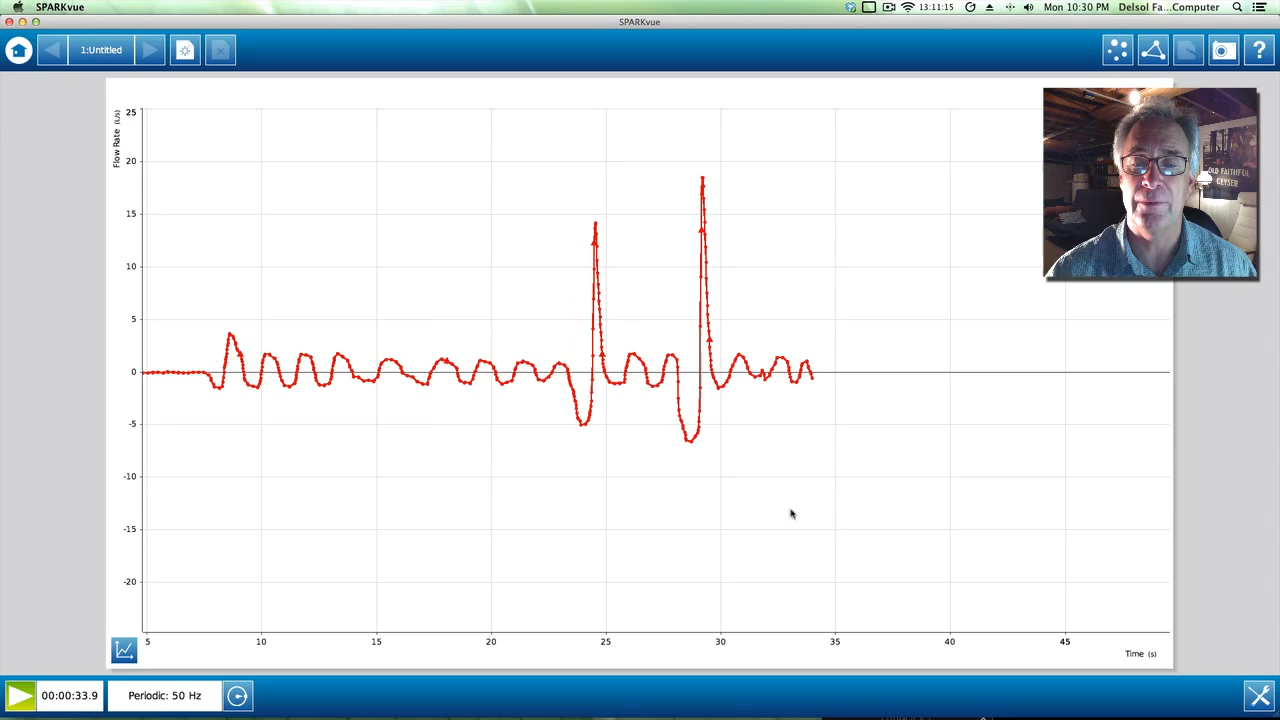 SPARKvue
13:11:15
Mon 10:30 PM
Delsol Fa...Computer
SPARKvue
1:Untitled
?
Flow Rate (L/s)
25
20
15
10
5
0
-5
-10
-15
-20
5 10 15 20 25 30 35 40 45
Time (s)
OLD FAITHFUL
GEYSER
00:00:33.9
Periodic: 50 Hz